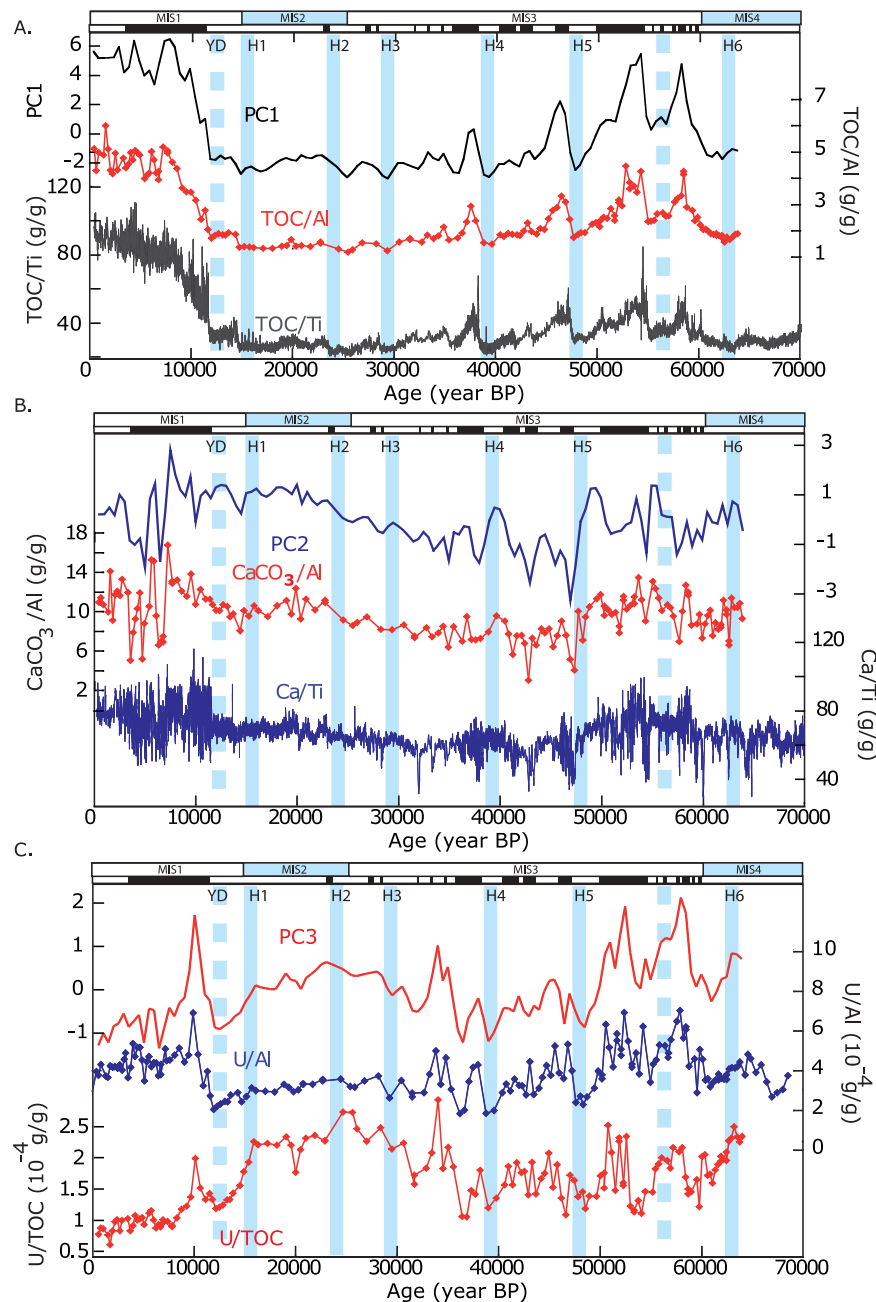 A.
MIS1 MIS2 MIS3 MIS4
YD H1 H2 H3 H4 H5 H6
PC1
6
4
2
0
-2
TOC/Ti (g/g)
120
80
40
PC1
TOC/Al
TOC/Ti
TOC/Al (g/g)
7
5
3
1
0 10000 20000 30000 40000 50000 60000 70000
Age (year BP)
B.
MIS1 MIS2 MIS3 MIS4
YD H1 H2 H3 H4 H5 H6
CaCO3 /Al (g/g)
18
14
10
6
2
PC2
CaCO3/Al
Ca/Ti
3
1
-1
-3
Ca/Ti (g/g)
120
80
40
0 10000 20000 30000 40000 50000 60000 70000
Age (year BP)
C.
MIS1 MIS2 MIS3 MIS4
YD H1 H2 H3 H4 H5 H6
2
1
0
-1
U/TOC (10-4 g/g)
2.5
2
1.5
1
0.5
PC3
U/Al
U/TOC
U/Al (10-4 g/g)
10
8
6
4
2
0
0 10000 20000 30000 40000 50000 60000 70000
Age (year BP)